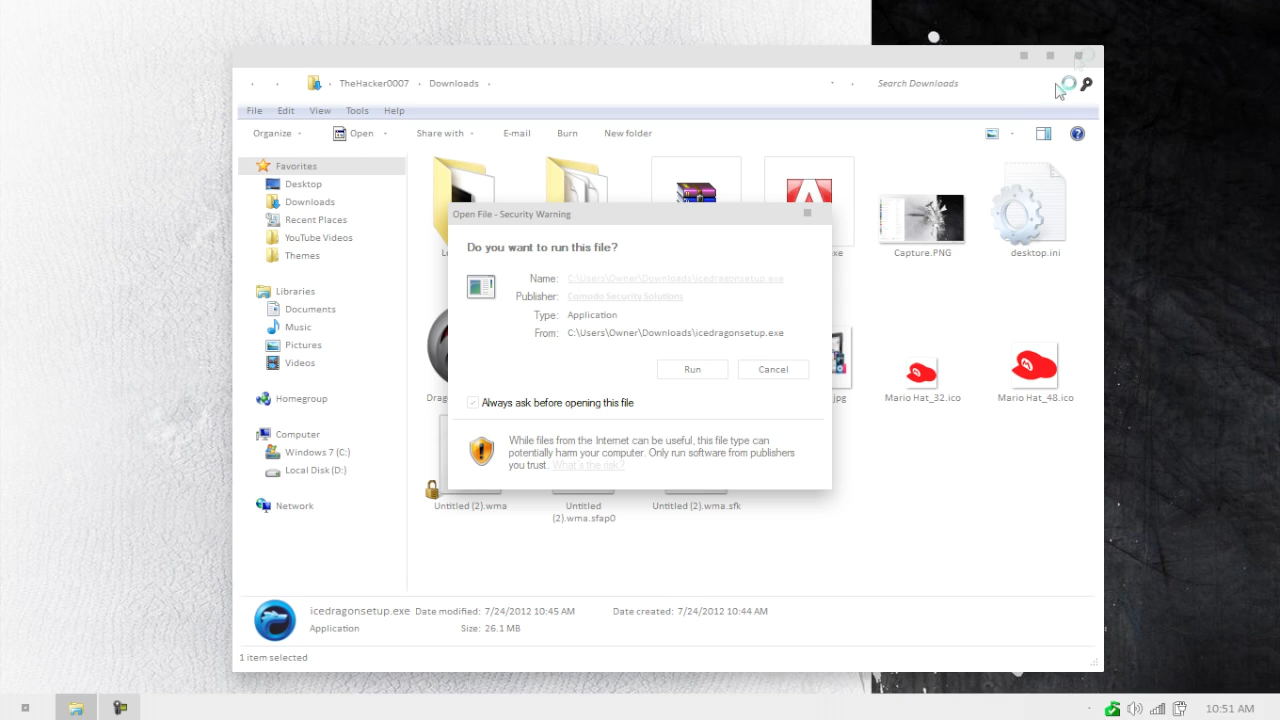 TheHacker0007
Downloads
Search Downloads
File Edit View Tools Help
Organize Open Share with E-mail Burn New folder
Favorites
Desktop
Downloads
Recent Places
YouTube Videos
Themes
Libraries
Documents
Music
Pictures
Videos
Homegroup
Computer
Windows 7 (C:)
Local Disk (D:)
Network
Capture.PNG
desktop.ini
Mario Hat_32.ico
Mario Hat_48.ico
Untitled (2).wma
Untitled
(2).wma.sfap0
Untitled (2).wma.sfk
Open File - Security Warning
Do you want to run this file?
Name: C:\Users\Owner\Downloads\icedragonsetup.exe
Publisher: Comodo Security Solutions
Type: Application
From: C:\Users\Owner\Downloads\icedragonsetup.exe
Run Cancel
Always ask before opening this file
While files from the Internet can be useful, this file type can
potentially harm your computer. Only run software from publishers
you trust. What's the risk?
icedragonsetup.exe Date modified: 7/24/2012 10:45 AM Date created: 7/24/2012 10:44 AM
Application Size: 26.1 MB
1 item selected
10:51 AM